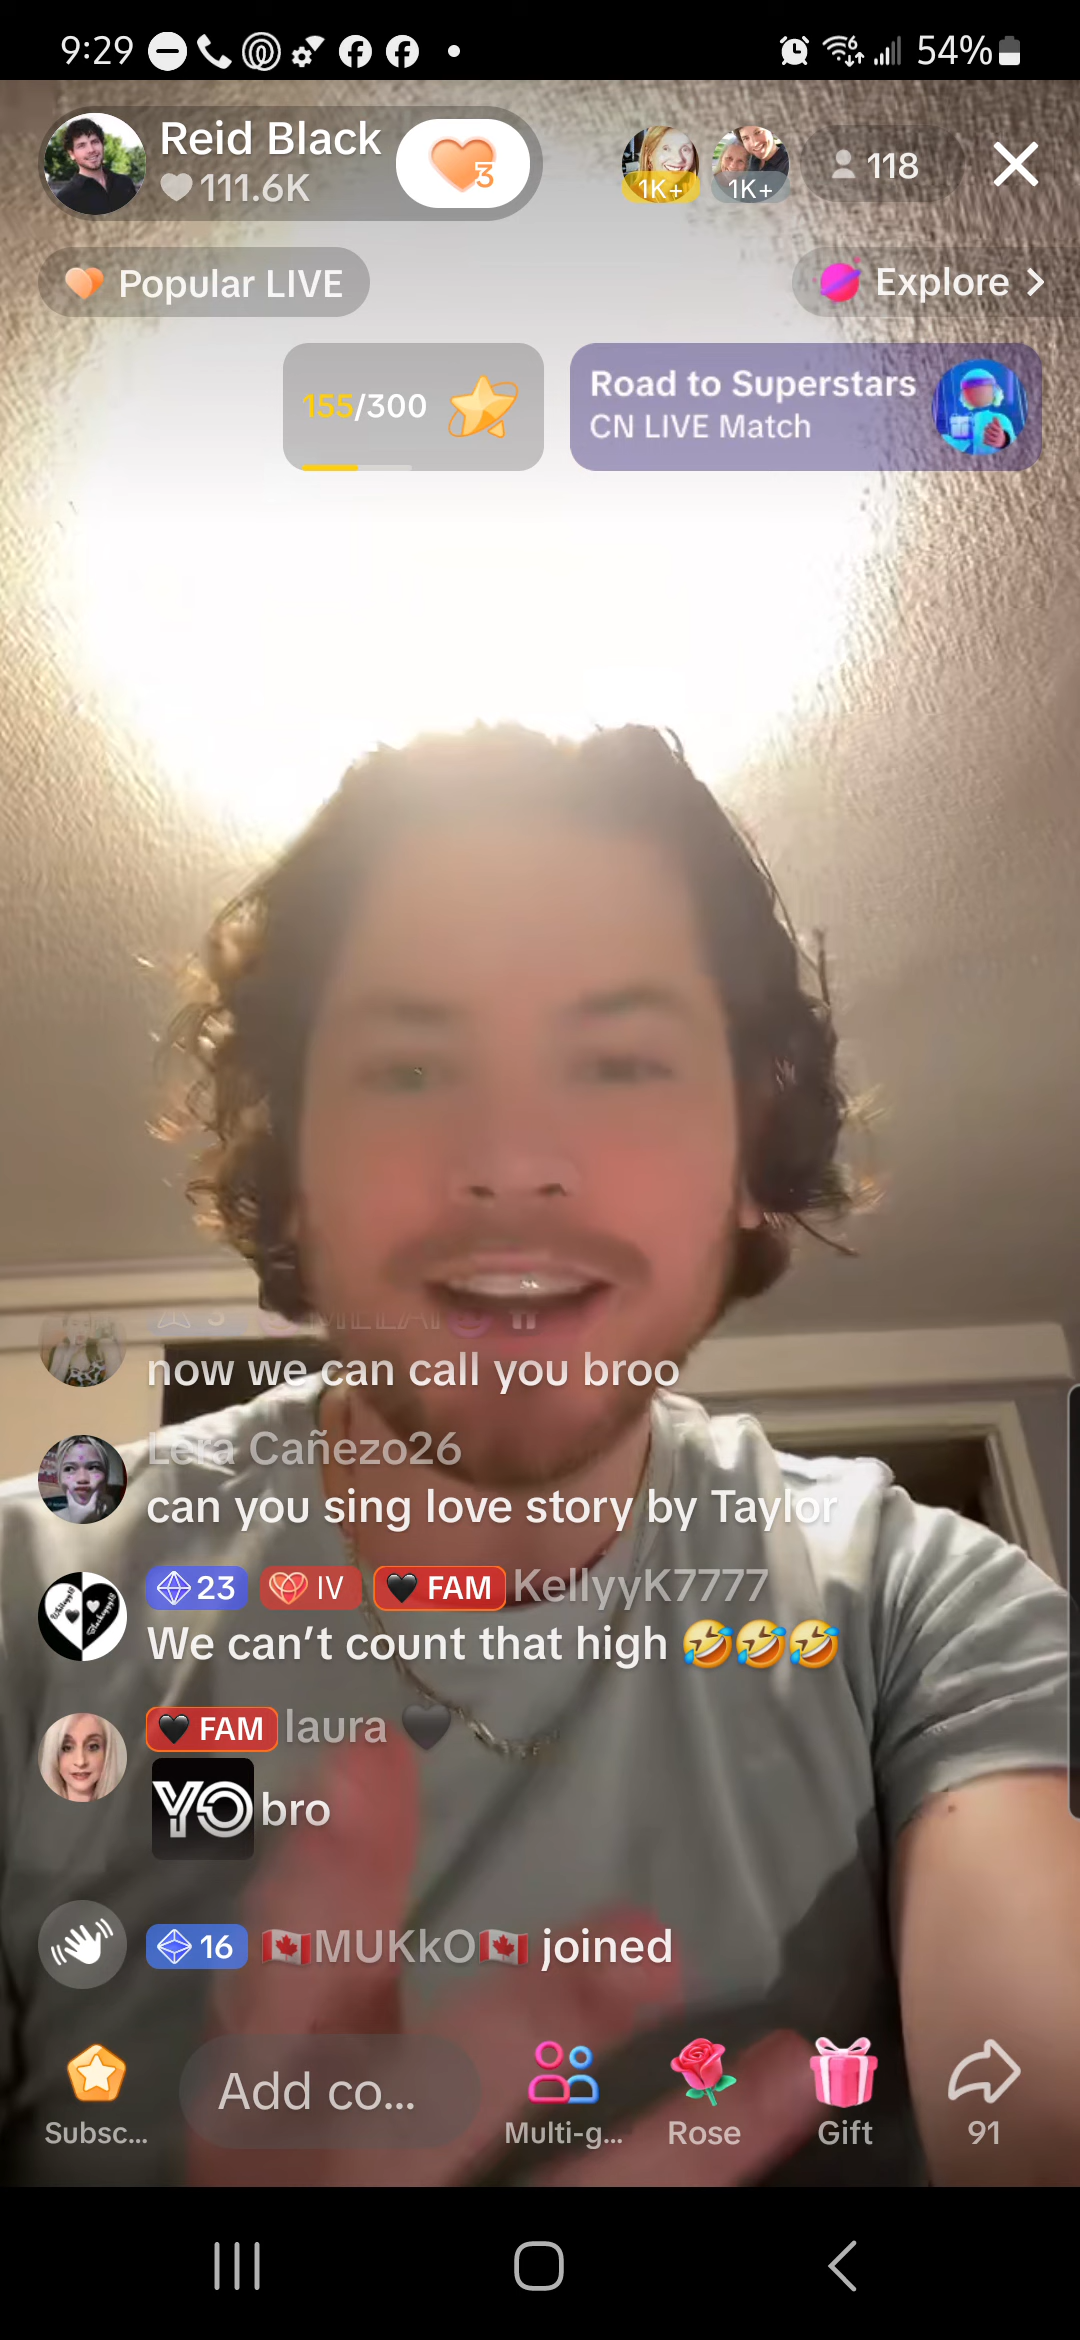 9:29
54%
Reid Black
111.6K
3
1K+
1K+
118
Popular LIVE
Explore
155/300
Road to Superstars
CN LIVE Match
now we can call you broo
Lera Cañezo26
can you sing love story by Taylor
23 IV FAM KellyyK7777
We can't count that high 🤣🤣🤣
FAM laura 🖤
YO bro
16 🇨🇦MUKkO🇨🇦 joined
Subsc...
Add co...
Multi-g...
Rose
Gift
91